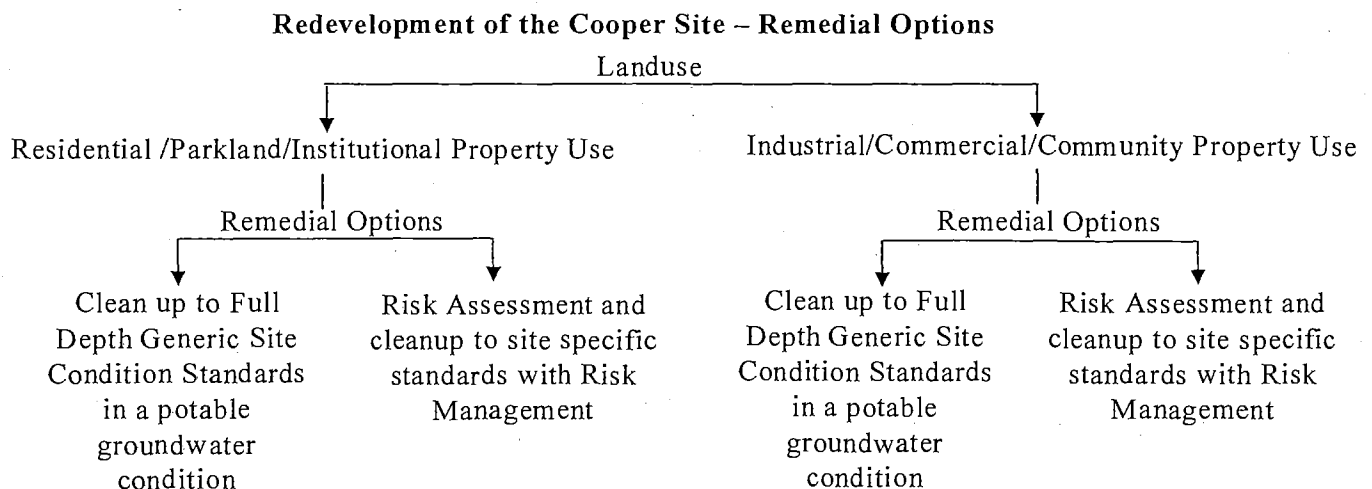 Redevelopment of the Cooper Site – Remedial Options
Landuse
Residential /Parkland/Institutional Property Use
Industrial/Commercial/Community Property Use
Remedial Options
Remedial Options
Clean up to Full
Depth Generic Site
Condition Standards
in a potable
groundwater
condition
Risk Assessment and
cleanup to site specific
standards with Risk
Management
Clean up to Full
Depth Generic Site
Condition Standards
in a potable
groundwater
condition
Risk Assessment and
cleanup to site specific
standards with Risk
Management